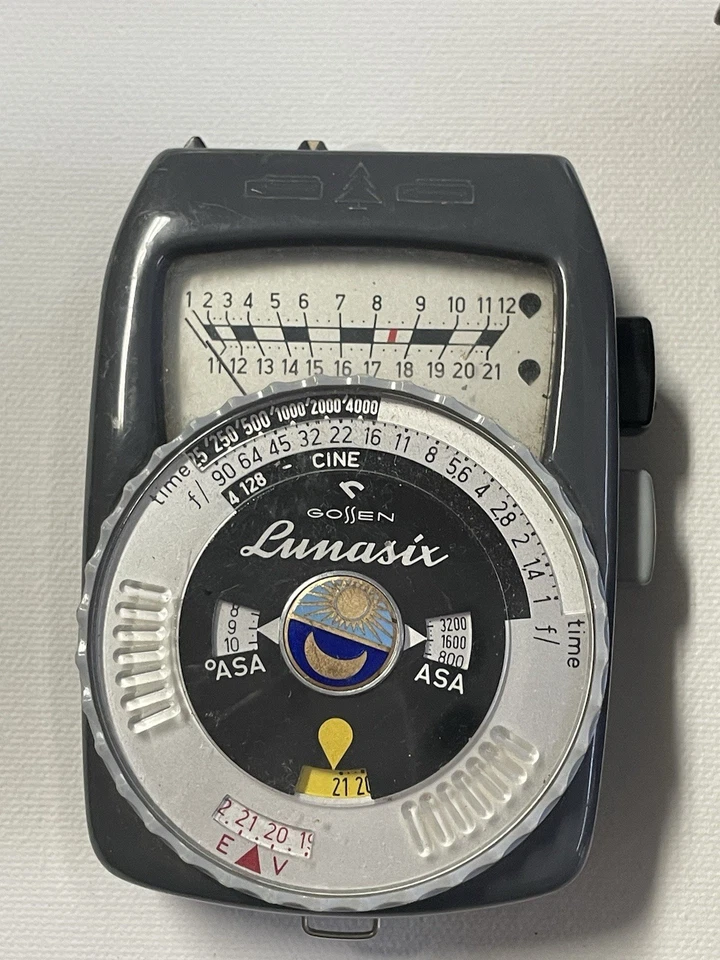 1 2 3 4 5 6 7 8 9 10 11 12
11 12 13 14 15 16 17 18 19 20 21
time 250 500 1000 2000 4000
f/ 90 64 45 32 22 16 11 8 5.6 4 2.8 2 1.4 1 f/
time
4 128 - CINE
GOSSEN
Lunasix
8 9 10
°ASA
3200 1600 800
ASA
21 20
21 20
E V